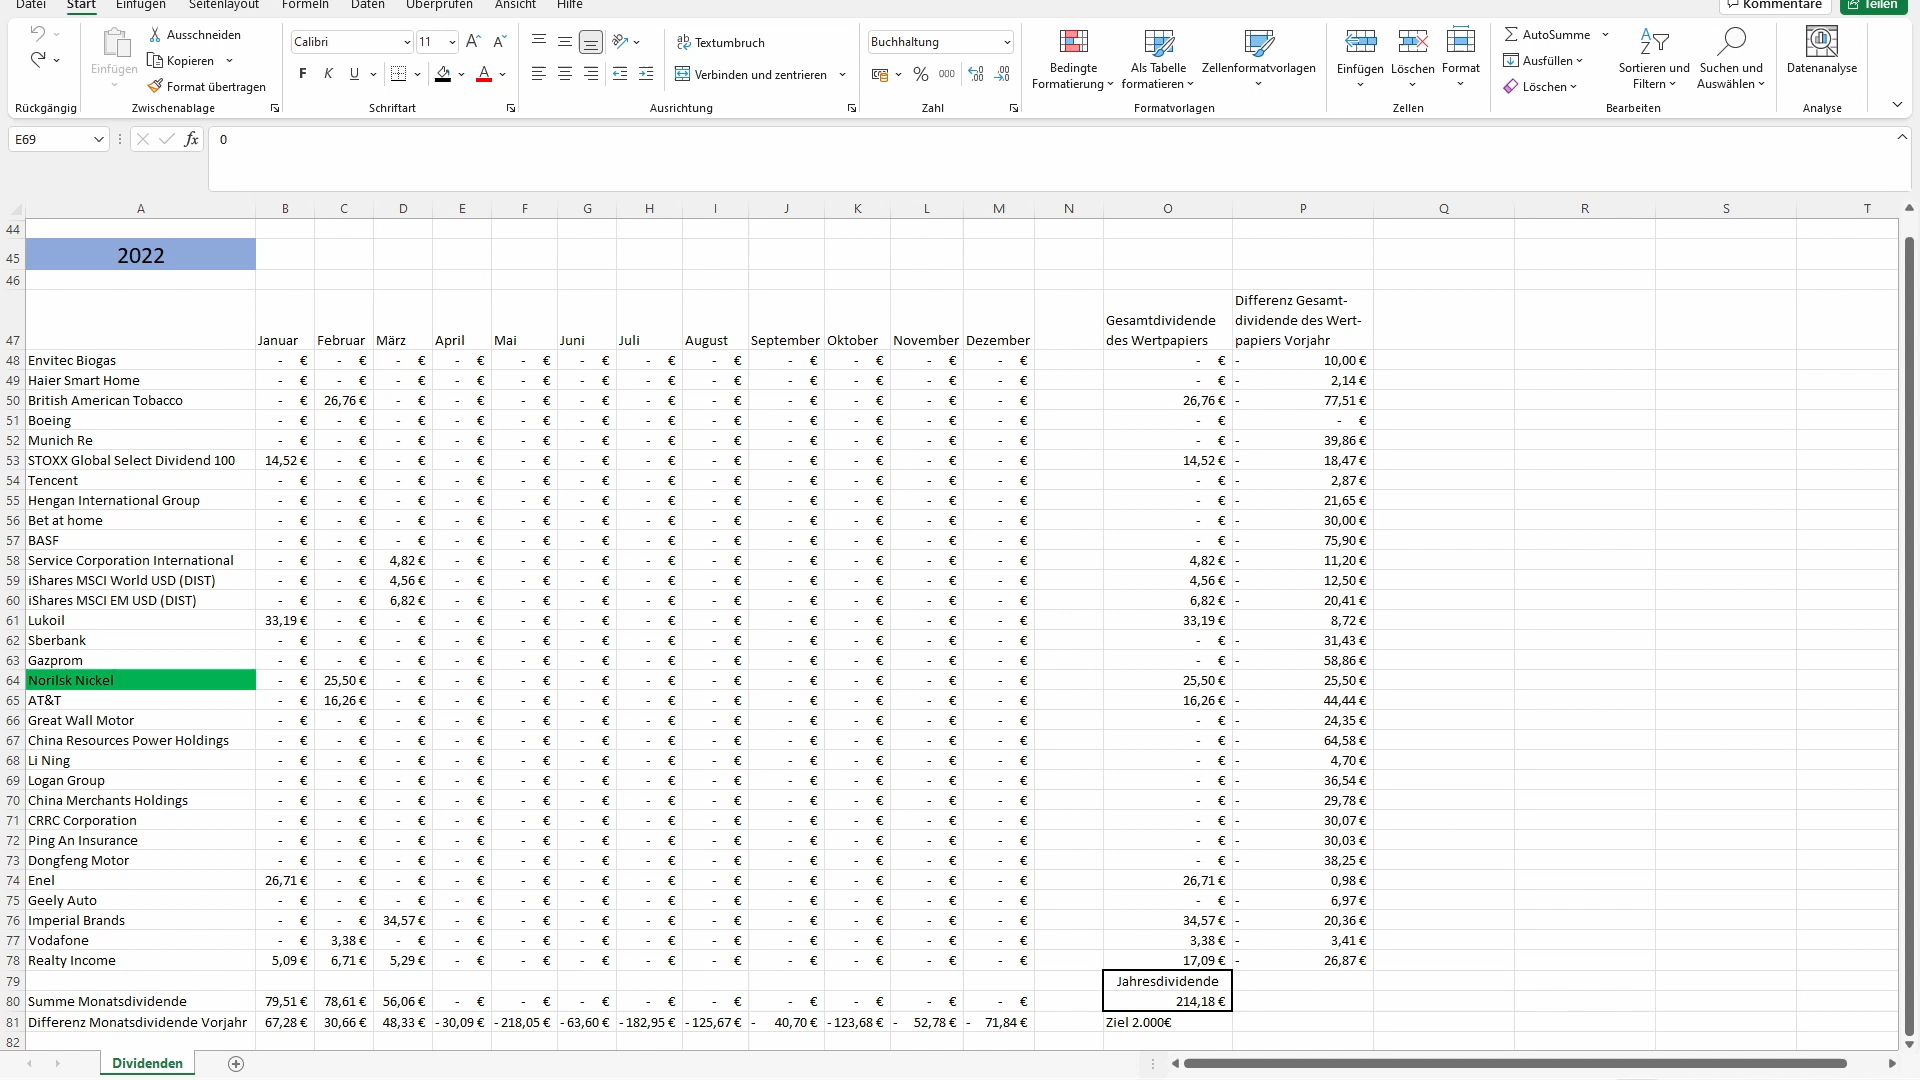 Datei Start Einfügen Seitenlayout Formeln Daten Überprüfen Ansicht Hilfe Kommentare Teilen
Einfügen
Ausschneiden
Kopieren
Format übertragen
Calibri 11
F K U
Textumbruch
Verbinden und zentrieren
Buchhaltung
% 000
Bedingte Formatierung
Als Tabelle formatieren
Zellenformatvorlagen
Einfügen Löschen Format
AutoSumme
Ausfüllen
Löschen
Sortieren und Filtern
Suchen und Auswählen
Datenanalyse
Rückgängig Zwischenablage Schriftart Ausrichtung Zahl Formatvorlagen Zellen Bearbeiten Analyse
E69 fx 0
A B C D E F G H I J K L M N O P Q R S T
44
45 2022
46
47 Januar Februar März April Mai Juni Juli August September Oktober November Dezember Gesamtdividende des Wertpapiers Differenz Gesamt-dividende des Wert-papiers Vorjahr
48 Envitec Biogas - € - € - € - € - € - € - € - € - € - € - € - € - € - 10,00 €
49 Haier Smart Home - € - € - € - € - € - € - € - € - € - € - € - € - € - 2,14 €
50 British American Tobacco - € 26,76 € - € - € - € - € - € - € - € - € - € - € 26,76 € - 77,51 €
51 Boeing - € - € - € - € - € - € - € - € - € - € - € - € - € - €
52 Munich Re - € - € - € - € - € - € - € - € - € - € - € - € - € - 39,86 €
53 STOXX Global Select Dividend 100 14,52 € - € - € - € - € - € - € - € - € - € - € - € 14,52 € - 18,47 €
54 Tencent - € - € - € - € - € - € - € - € - € - € - € - € - € - 2,87 €
55 Hengan International Group - € - € - € - € - € - € - € - € - € - € - € - € - € - 21,65 €
56 Bet at home - € - € - € - € - € - € - € - € - € - € - € - € - € - 30,00 €
57 BASF - € - € - € - € - € - € - € - € - € - € - € - € - € - 75,90 €
58 Service Corporation International - € - € 4,82 € - € - € - € - € - € - € - € - € - € 4,82 € - 11,20 €
59 iShares MSCI World USD (DIST) - € - € 4,56 € - € - € - € - € - € - € - € - € - € 4,56 € - 12,50 €
60 iShares MSCI EM USD (DIST) - € - € 6,82 € - € - € - € - € - € - € - € - € - € 6,82 € - 20,41 €
61 Lukoil 33,19 € - € - € - € - € - € - € - € - € - € - € - € 33,19 € 8,72 €
62 Sberbank - € - € - € - € - € - € - € - € - € - € - € - € - € - 31,43 €
63 Gazprom - € - € - € - € - € - € - € - € - € - € - € - € - € - 58,86 €
64 Norilsk Nickel - € 25,50 € - € - € - € - € - € - € - € - € - € - € 25,50 € 25,50 €
65 AT&T - € 16,26 € - € - € - € - € - € - € - € - € - € - € 16,26 € - 44,44 €
66 Great Wall Motor - € - € - € - € - € - € - € - € - € - € - € - € - € - 24,35 €
67 China Resources Power Holdings - € - € - € - € - € - € - € - € - € - € - € - € - € - 64,58 €
68 Li Ning - € - € - € - € - € - € - € - € - € - € - € - € - € - 4,70 €
69 Logan Group - € - € - € - € - € - € - € - € - € - € - € - € - € - 36,54 €
70 China Merchants Holdings - € - € - € - € - € - € - € - € - € - € - € - € - € - 29,78 €
71 CRRC Corporation - € - € - € - € - € - € - € - € - € - € - € - € - € - 30,07 €
72 Ping An Insurance - € - € - € - € - € - € - € - € - € - € - € - € - € - 30,03 €
73 Dongfeng Motor - € - € - € - € - € - € - € - € - € - € - € - € - € - 38,25 €
74 Enel 26,71 € - € - € - € - € - € - € - € - € - € - € - € 26,71 € - 0,98 €
75 Geely Auto - € - € - € - € - € - € - € - € - € - € - € - € - € - 6,97 €
76 Imperial Brands - € - € 34,57 € - € - € - € - € - € - € - € - € - € 34,57 € - 20,36 €
77 Vodafone - € 3,38 € - € - € - € - € - € - € - € - € - € - € 3,38 € - 3,41 €
78 Realty Income 5,09 € 6,71 € 5,29 € - € - € - € - € - € - € - € - € - € 17,09 € - 26,87 €
79 Jahresdividende
80 Summe Monatsdividende 79,51 € 78,61 € 56,06 € - € - € - € - € - € - € - € - € - € 214,18 €
81 Differenz Monatsdividende Vorjahr 67,28 € 30,66 € 48,33 € - 30,09 € - 218,05 € - 63,60 € - 182,95 € - 125,67 € - 40,70 € - 123,68 € - 52,78 € - 71,84 € Ziel 2.000€
82
Dividenden